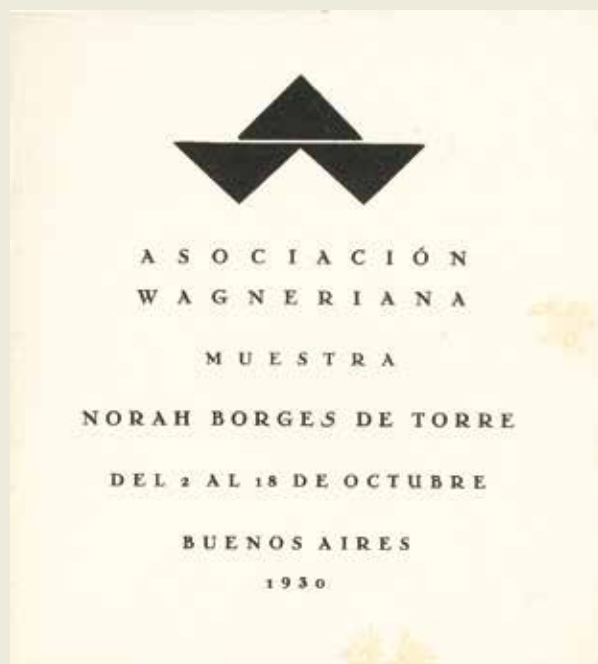 ASOCIACIÓN
WAGNERIANA
MUESTRA
NORAH BORGES DE TORRE
DEL 2 AL 18 DE OCTUBRE
BUENOS AIRES
1930